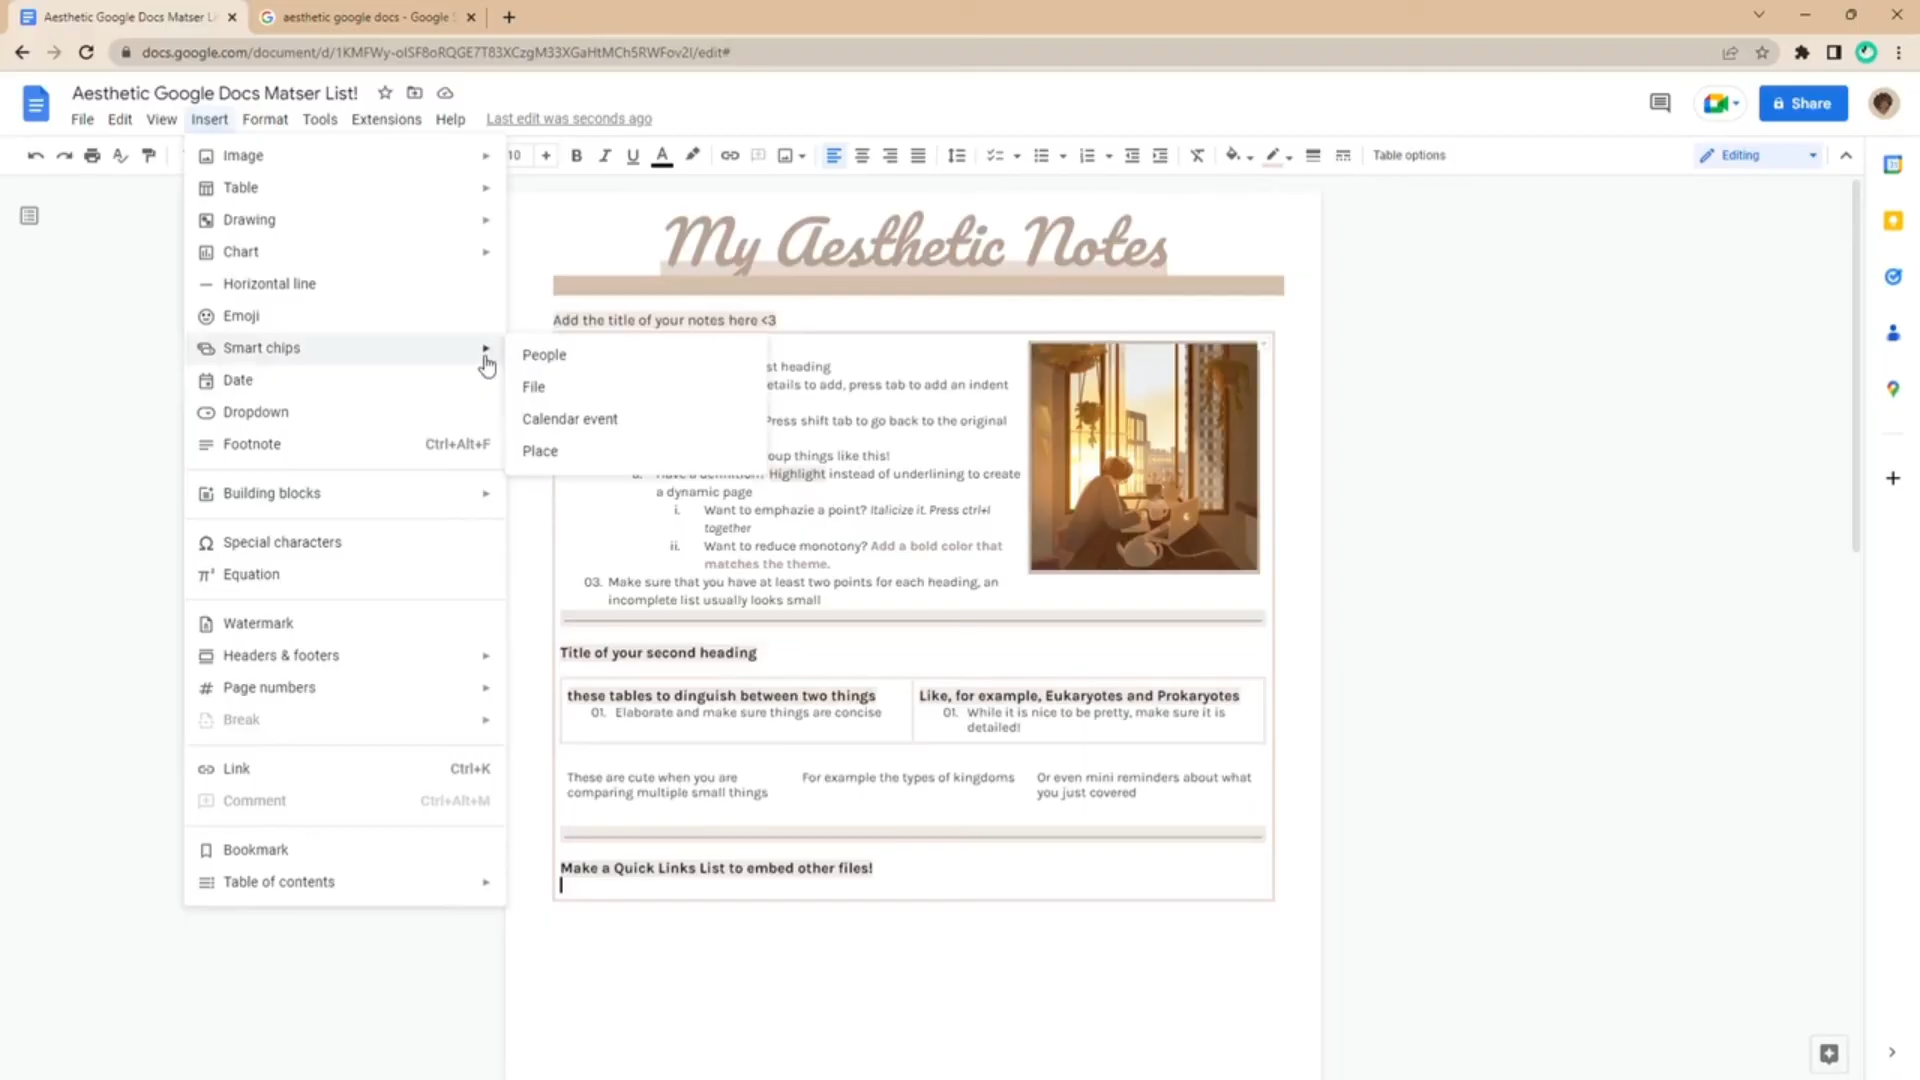 Aesthetic Google Docs Matser Li
aesthetic google docs - Google S
docs.google.com/document/d/1KMFWy-oISF8oRQGE7T83XCzgM33XGaHtMCh5RWFov2I/edit#
Aesthetic Google Docs Matser List!
File Edit View Insert Format Tools Extensions Help Last edit was seconds ago
Share
10
Table options
Editing
Image
Table
Drawing
Chart
Horizontal line
Emoji
Smart chips
Date
Dropdown
Footnote Ctrl+Alt+F
Building blocks
Special characters
Equation
Watermark
Headers & footers
Page numbers
Break
Link Ctrl+K
Comment Ctrl+Alt+M
Bookmark
Table of contents
People
File
Calendar event
Place
My Aesthetic Notes
Add the title of your notes here <3
st heading
etails to add, press tab to add an indent
Press shift tab to go back to the original
oup things like this!
Highlight instead of underlining to create
a dynamic page
i. Want to emphazie a point? Italicize it. Press ctrl+I
together
ii. Want to reduce monotony? Add a bold color that
matches the theme.
03. Make sure that you have at least two points for each heading, an
incomplete list usually looks small
Title of your second heading
these tables to dinguish between two things
01. Elaborate and make sure things are concise
Like, for example, Eukaryotes and Prokaryotes
01. While it is nice to be pretty, make sure it is
detailed!
These are cute when you are
comparing multiple small things
For example the types of kingdoms
Or even mini reminders about what
you just covered
Make a Quick Links List to embed other files!